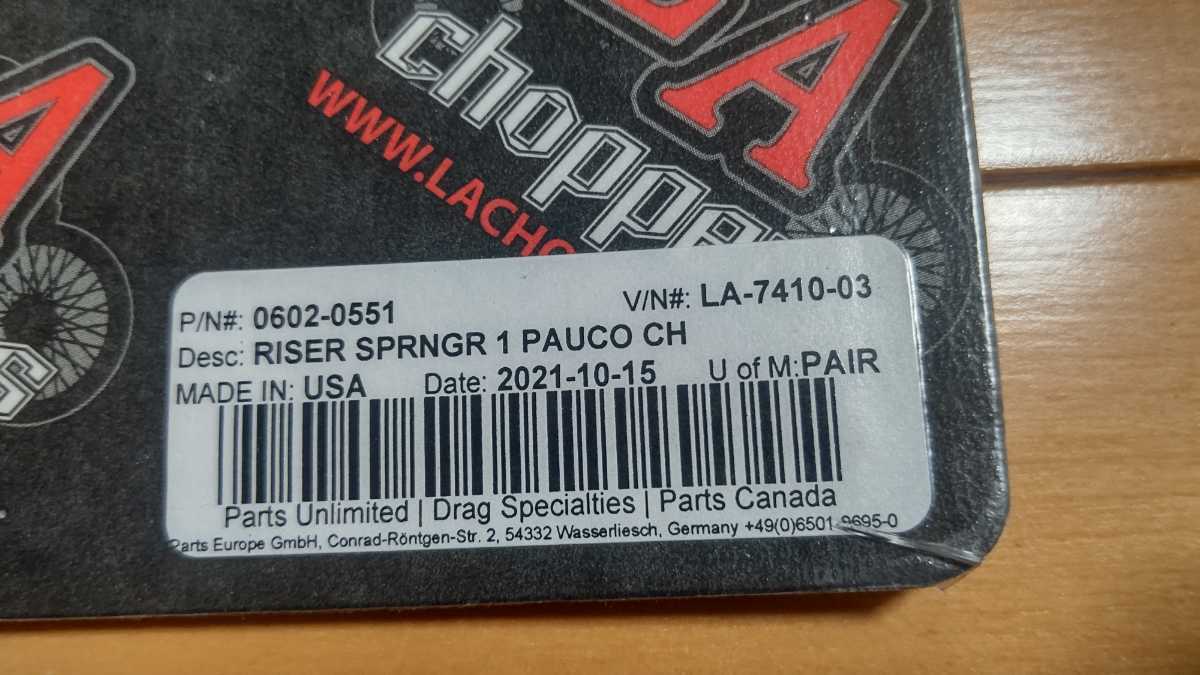 LA
choppe
WWW.LACHO
A
S
P/N#: 0602-0551 V/N#: LA-7410-03
Desc: RISER SPRNGR 1 PAUCO CH
MADE IN: USA Date: 2021-10-15 U of M:PAIR
Parts Unlimited | Drag Specialties | Parts Canada
Parts Europe GmbH, Conrad-Röntgen-Str. 2, 54332 Wasserliesch, Germany +49(0)6501 9695-0